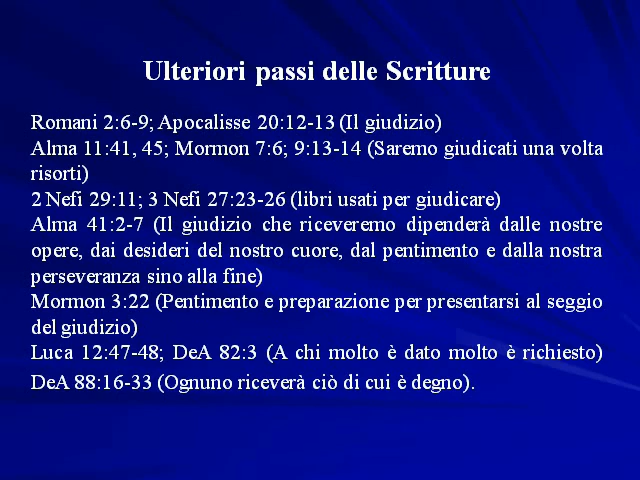 Ulteriori passi delle Scritture
Romani 2:6-9; Apocalisse 20:12-13 (Il giudizio)
Alma 11:41, 45; Mormon 7:6; 9:13-14 (Saremo giudicati una volta
risorti)
2 Nefi 29:11; 3 Nefi 27:23-26 (libri usati per giudicare)
Alma 41:2-7 (Il giudizio che riceveremo dipenderà dalle nostre
opere, dai desideri del nostro cuore, dal pentimento e dalla nostra
perseveranza sino alla fine)
Mormon 3:22 (Pentimento e preparazione per presentarsi al seggio
del giudizio)
Luca 12:47-48; DeA 82:3 (A chi molto è dato molto è richiesto)
DeA 88:16-33 (Ognuno riceverà ciò di cui è degno).